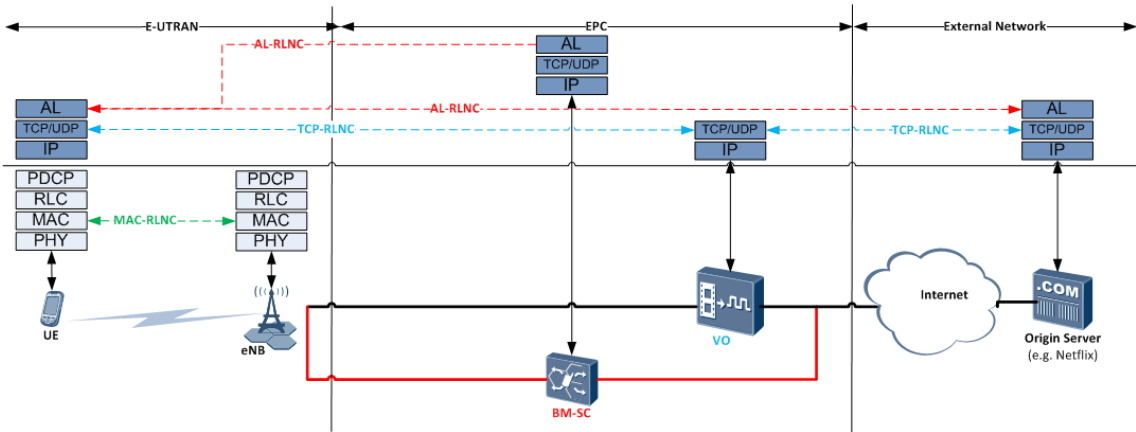 E-UTRAN
EPC
External Network
AL-RLNC
AL
TCP/UDP
IP
AL
TCP/UDP
IP
AL-RLNC
TCP-RLNC
TCP/UDP
IP
TCP-RLNC
AL
TCP/UDP
IP
PDCP
RLC
MAC
PHY
MAC-RLNC
PDCP
RLC
MAC
PHY
UE
eNB
VO
BM-SC
Internet
.COM
Origin Server
(e.g. Netflix)